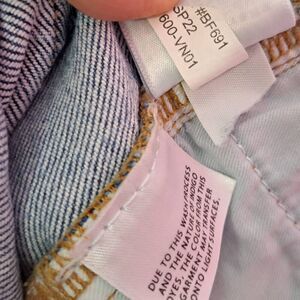 #BF691
SP22
600-VN01
DUE TO THIS WASH PROCESS
AND THE NATURE OF INDIGO
DYES, THE COLOR FROM THIS
GARMENT MAY TRANSFER
ONTO LIGHT SURFACES.